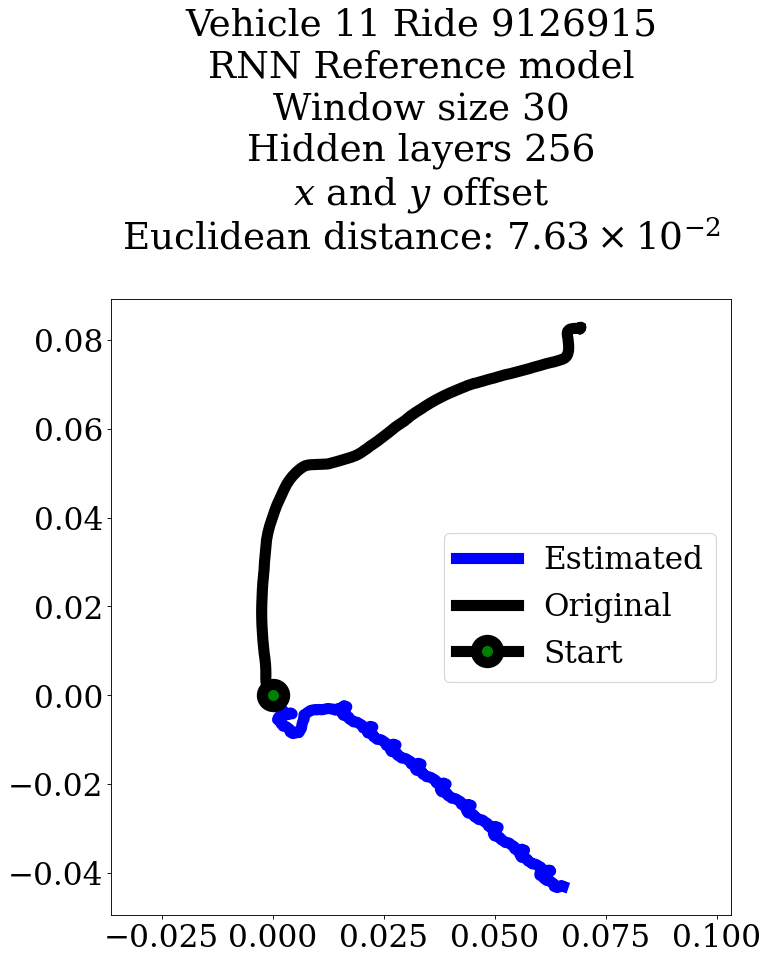 Vehicle 11 Ride 9126915
RNN Reference model
Window size 30
Hidden layers 256
x and y offset
Euclidean distance: 7.63 × 10⁻²
0.08
0.06
0.04
0.02
0.00
−0.02
−0.04
Estimated
Original
Start
−0.025 0.000 0.025 0.050 0.075 0.100